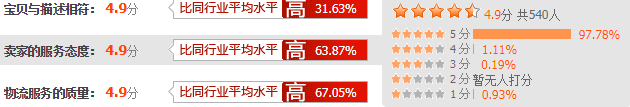 宝贝与描述相符： 4.9分 比同行业平均水平 高 31.63%
卖家的服务态度： 4.9分 比同行业平均水平 高 63.87%
物流服务的质量： 4.9分 比同行业平均水平 高 67.05%
4.9分 共540人
5分 97.78%
4分 1.11%
3分 0.19%
2分 暂无人打分
1分 0.93%